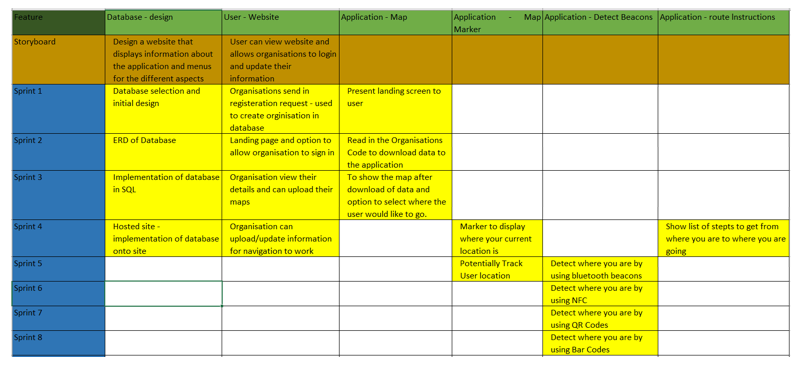 Feature
Database - design
User - Website
Application - Map
Application - Map
Marker
Application - Detect Beacons
Application - route Instructions
Storyboard
Design a website that
displays information about
the application and menus
for the different aspects
User can view website and
allows organisations to login
and update their
information
Sprint 1
Database selection and
initial design
Organisations send in
registeration request - used
to create orginisation in
database
Present landing screen to
user
Sprint 2
ERD of Database
Landing page and option to
allow organisation to sign in
Read in the Organisations
Code to download data to
the application
Sprint 3
Implementation of database
in SQL
Organisation view their
details and can upload their
maps
To show the map after
download of data and
option to select where the
user would like to go.
Sprint 4
Hosted site -
implementation of database
onto site
Organisation can
upload/update information
for navigation to work
Marker to display
where your current
location is
Show list of stepts to get from
where you are to where you are
going
Sprint 5
Potentially Track
User location
Detect where you are by
using bluetooth beacons
Sprint 6
Detect where you are by
using NFC
Sprint 7
Detect where you are by
using QR Codes
Sprint 8
Detect where you are by
using Bar Codes